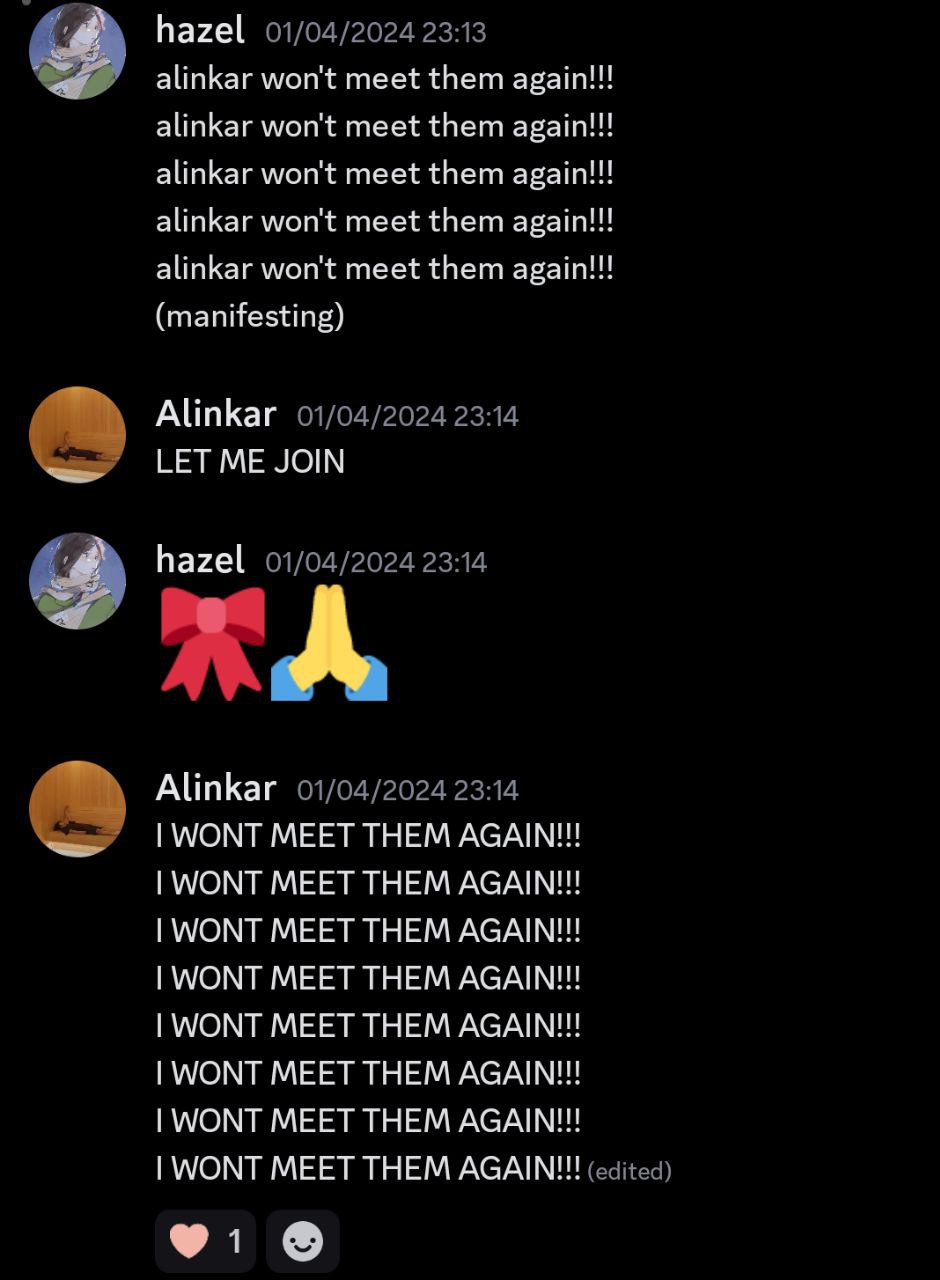 hazel 01/04/2024 23:13
alinkar won't meet them again!!!
alinkar won't meet them again!!!
alinkar won't meet them again!!!
alinkar won't meet them again!!!
alinkar won't meet them again!!!
(manifesting)
Alinkar 01/04/2024 23:14
LET ME JOIN
hazel 01/04/2024 23:14
🎀🙏
Alinkar 01/04/2024 23:14
I WONT MEET THEM AGAIN!!!
I WONT MEET THEM AGAIN!!!
I WONT MEET THEM AGAIN!!!
I WONT MEET THEM AGAIN!!!
I WONT MEET THEM AGAIN!!!
I WONT MEET THEM AGAIN!!!
I WONT MEET THEM AGAIN!!!
I WONT MEET THEM AGAIN!!! (edited)
1